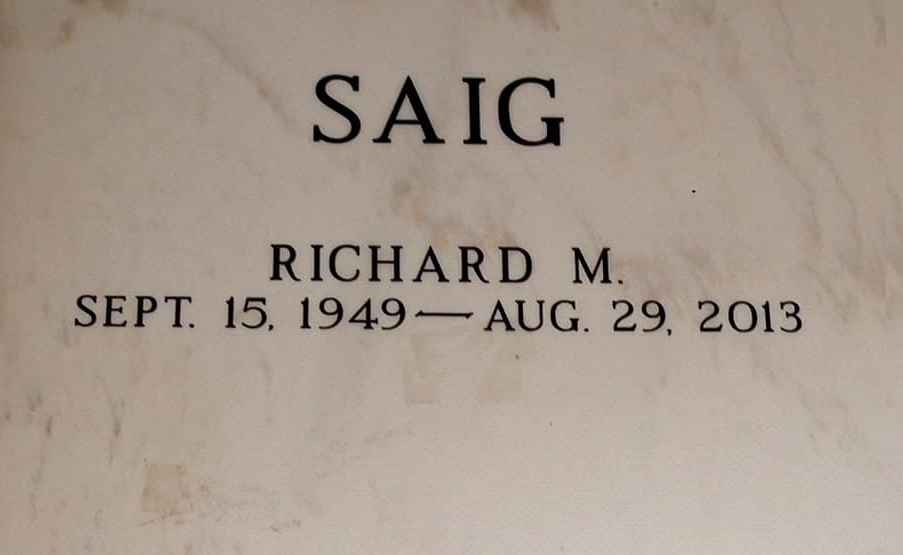 SAIG
RICHARD M.
SEPT. 15, 1949—AUG. 29, 2013